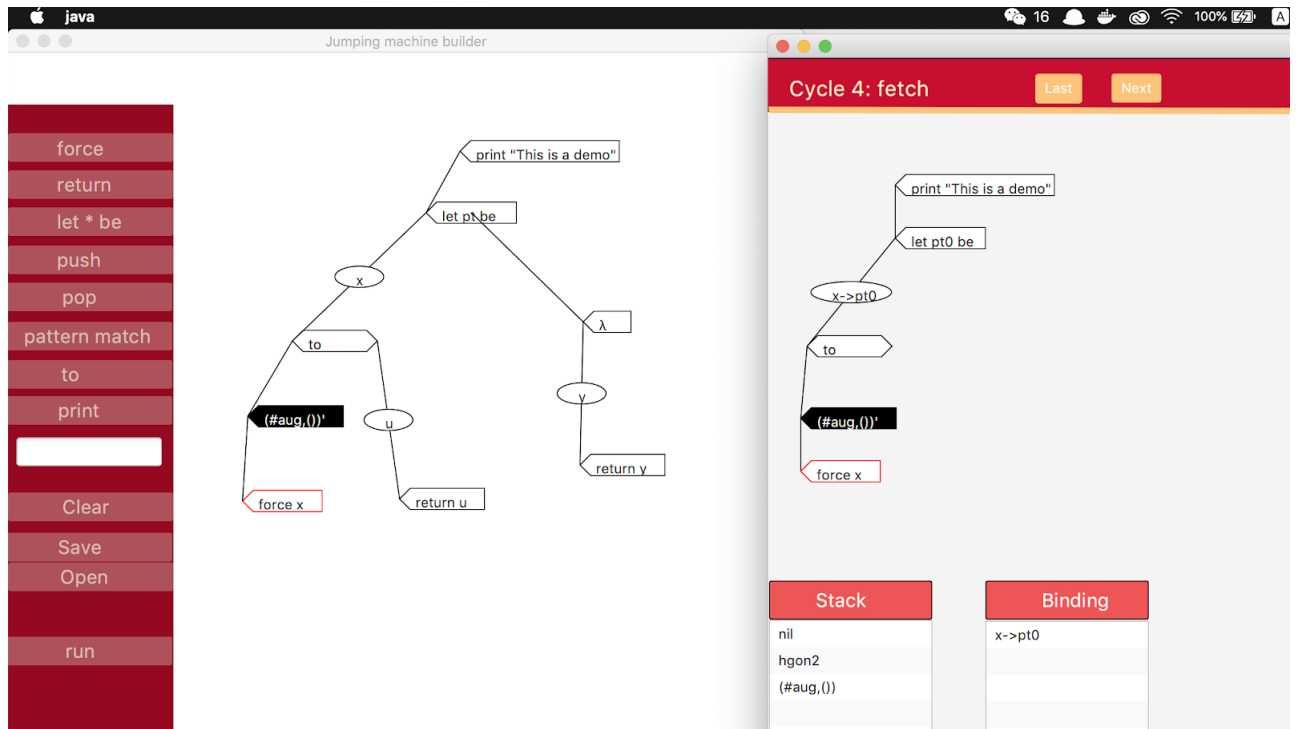 java
16
100%
A
Jumping machine builder
force
return
let * be
push
pop
pattern match
to
print
Clear
Save
Open
run
print "This is a demo"
let pt be
x
λ
to
y
(#aug,())'
u
return y
force x
return u
Cycle 4: fetch
Last
Next
print "This is a demo"
let pt0 be
x->pt0
to
(#aug,())'
force x
Stack
nil
hgon2
(#aug,())
Binding
x->pt0